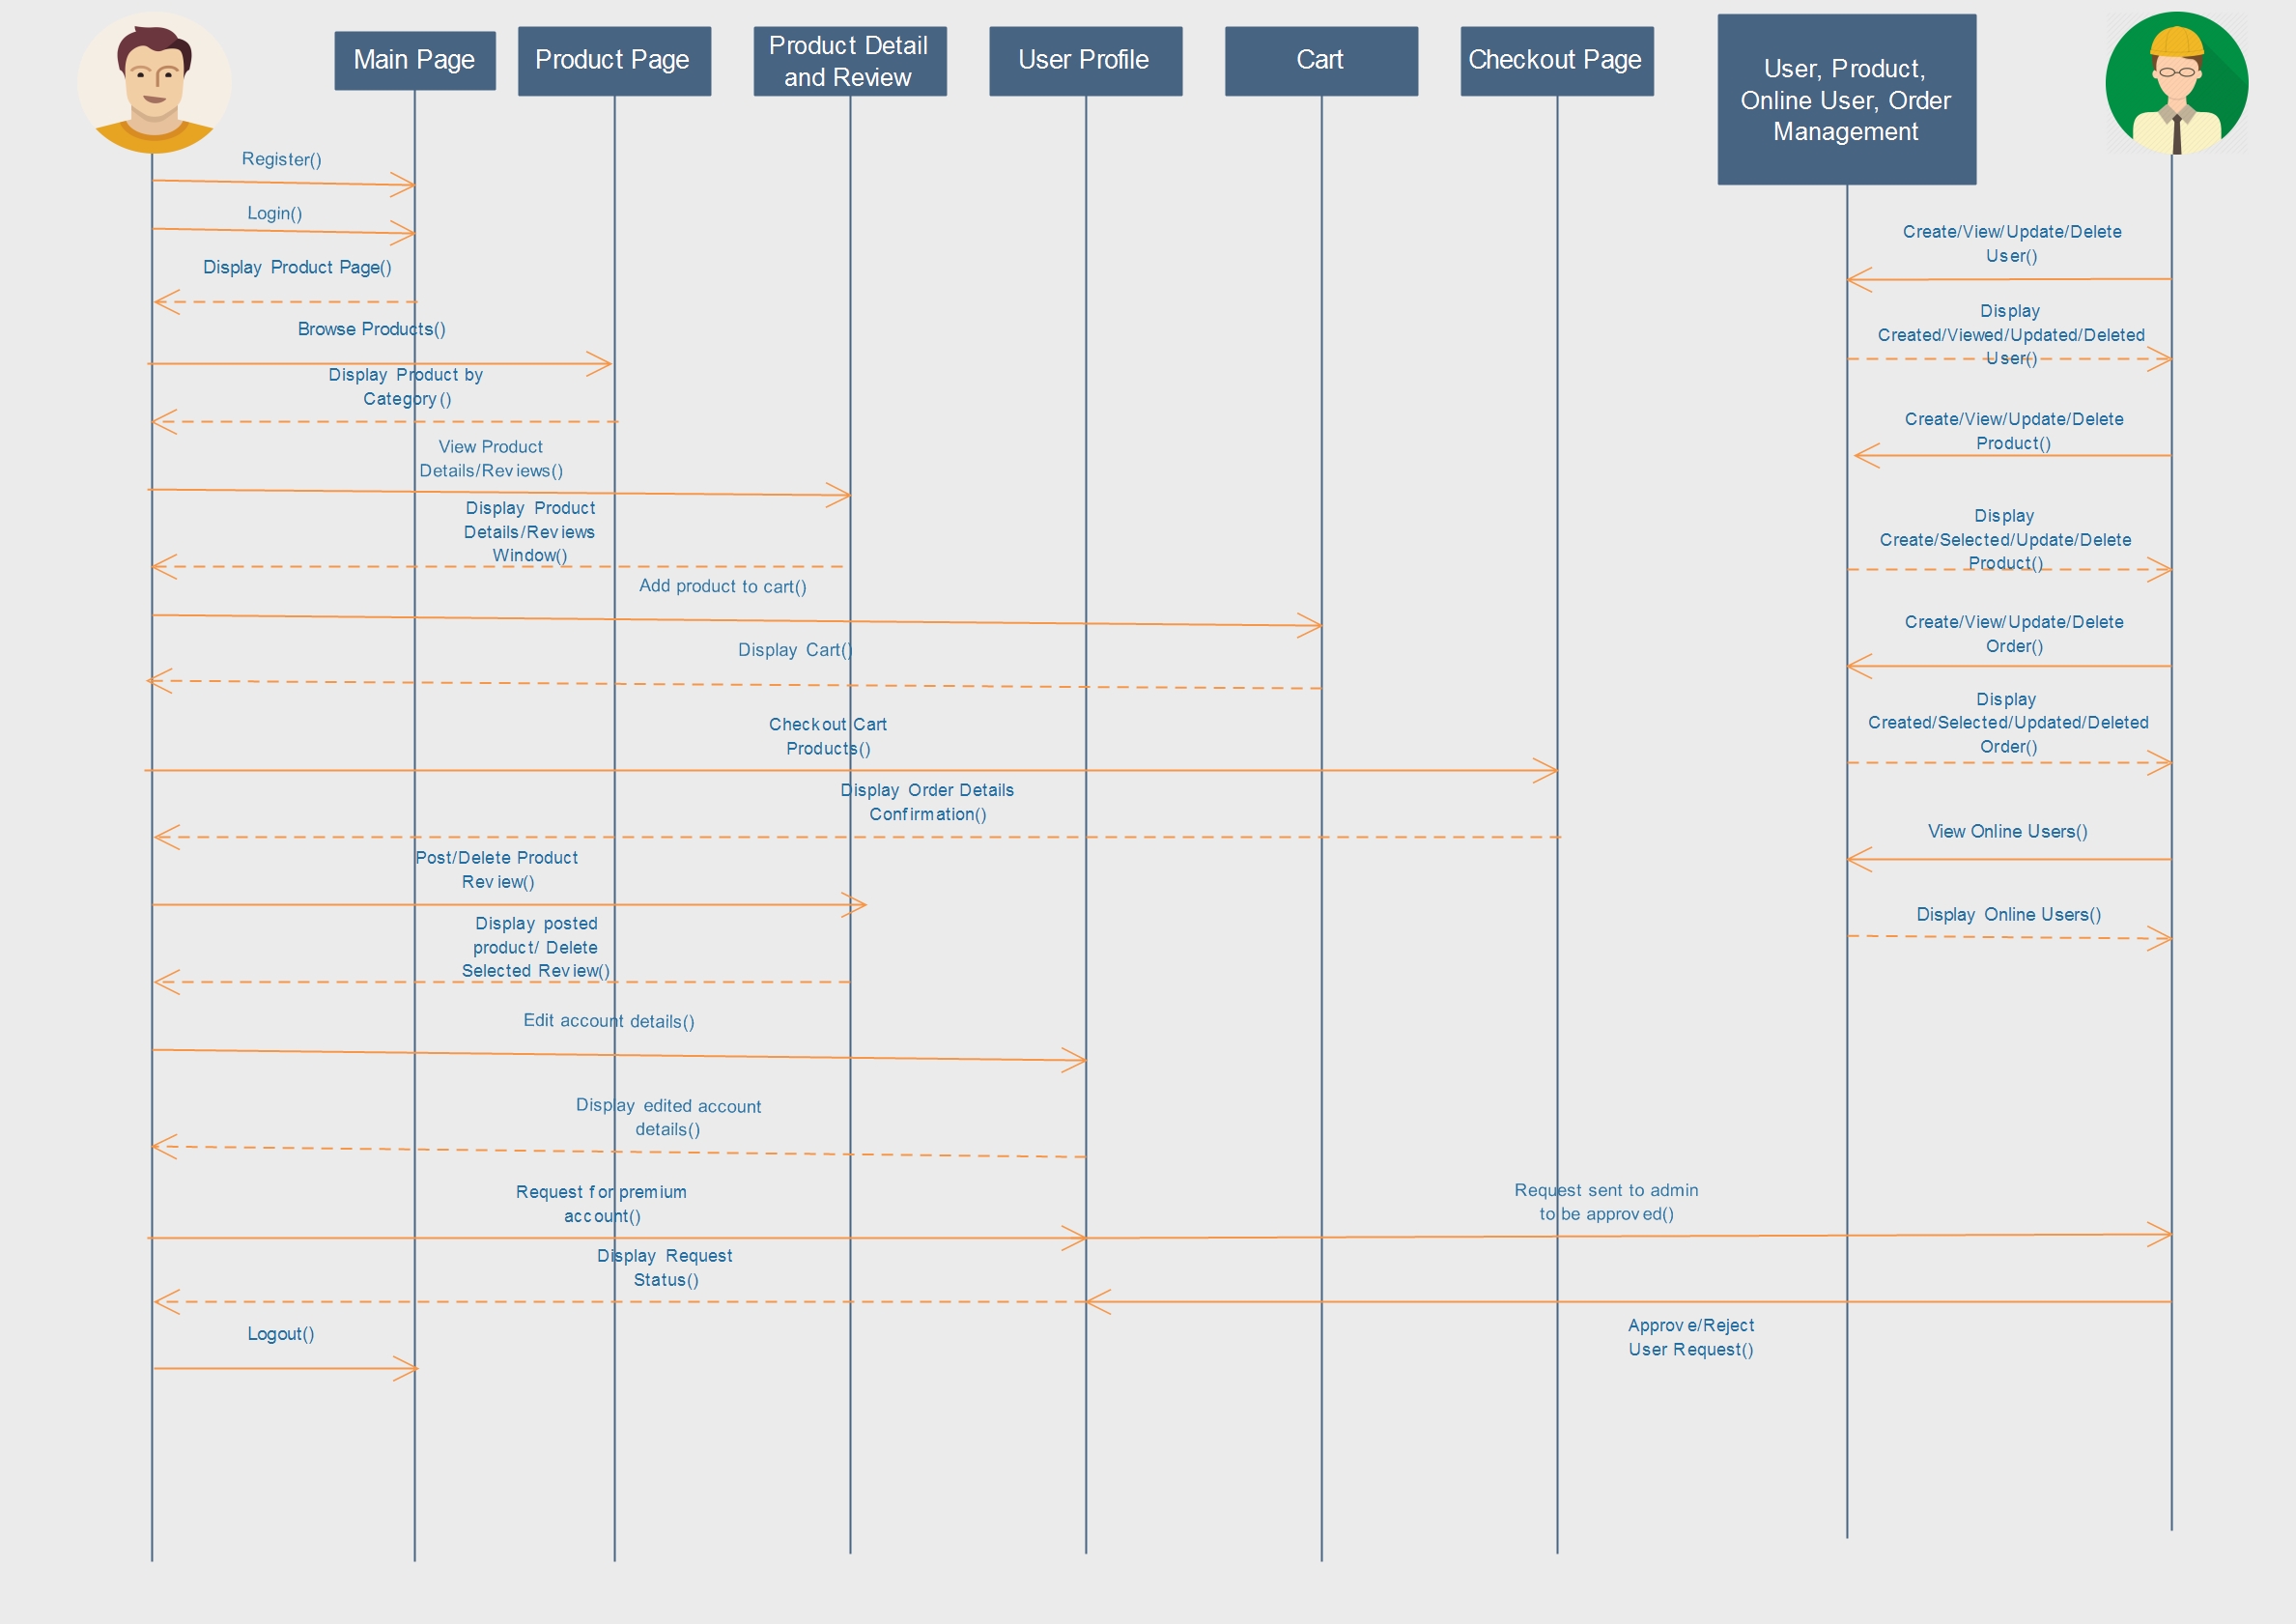 Main Page
Product Page
Product Detail
and Review
User Profile
Cart
Checkout Page
User, Product,
Online User, Order
Management
Register()
Login()
Display Product Page()
Browse Products()
Display Product by
Category()
View Product
Details/Reviews()
Display Product
Details/Reviews
Window()
Add product to cart()
Display Cart()
Checkout Cart
Products()
Display Order Details
Confirmation()
Post/Delete Product
Review()
Display posted
product/ Delete
Selected Review()
Edit account details()
Display edited account
details()
Request for premium
account()
Display Request
Status()
Logout()
Create/View/Update/Delete
User()
Display
Created/Viewed/Updated/Deleted
User()
Create/View/Update/Delete
Product()
Display
Create/Selected/Update/Delete
Product()
Create/View/Update/Delete
Order()
Display
Created/Selected/Updated/Deleted
Order()
View Online Users()
Display Online Users()
Request sent to admin
to be approved()
Approve/Reject
User Request()